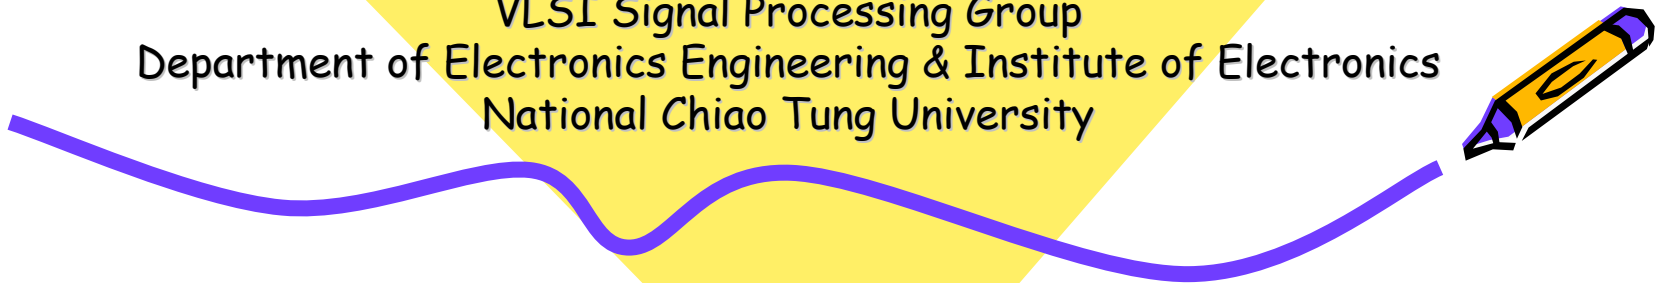 VLSI Signal Processing Group
Department of Electronics Engineering & Institute of Electronics
National Chiao Tung University